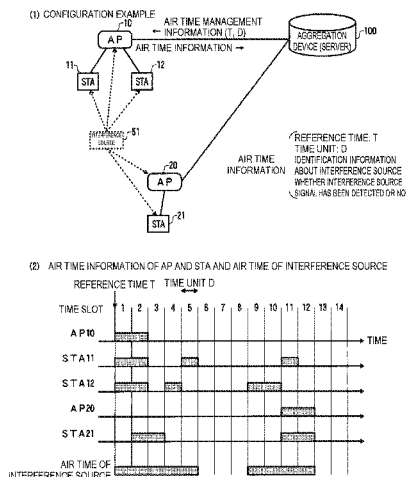 (1) CONFIGURATION EXAMPLE
10
AP
AIR TIME MANAGEMENT
INFORMATION (T, D)
AIR TIME INFORMATION
AGGREGATION
DEVICE (SERVER)
100
11
STA
12
STA
51
INTERFERENCE
SOURCE
20
AP
21
STA
AIR TIME
INFORMATION
REFERENCE TIME: T
TIME UNIT: D
IDENTIFICATION INFORMATION
ABOUT INTERFERENCE SOURCE
WHETHER INTERFERENCE SOURCE
SIGNAL HAS BEEN DETECTED OR NO
(2) AIR TIME INFORMATION OF AP AND STA AND AIR TIME OF INTERFERENCE SOURCE
REFERENCE TIME T TIME UNIT D
TIME SLOT 1 2 3 4 5 6 7 8 9 10 11 12 13 14
AP10
TIME
STA11
STA12
AP20
STA21
AIR TIME OF
INTERFERENCE SOURCE